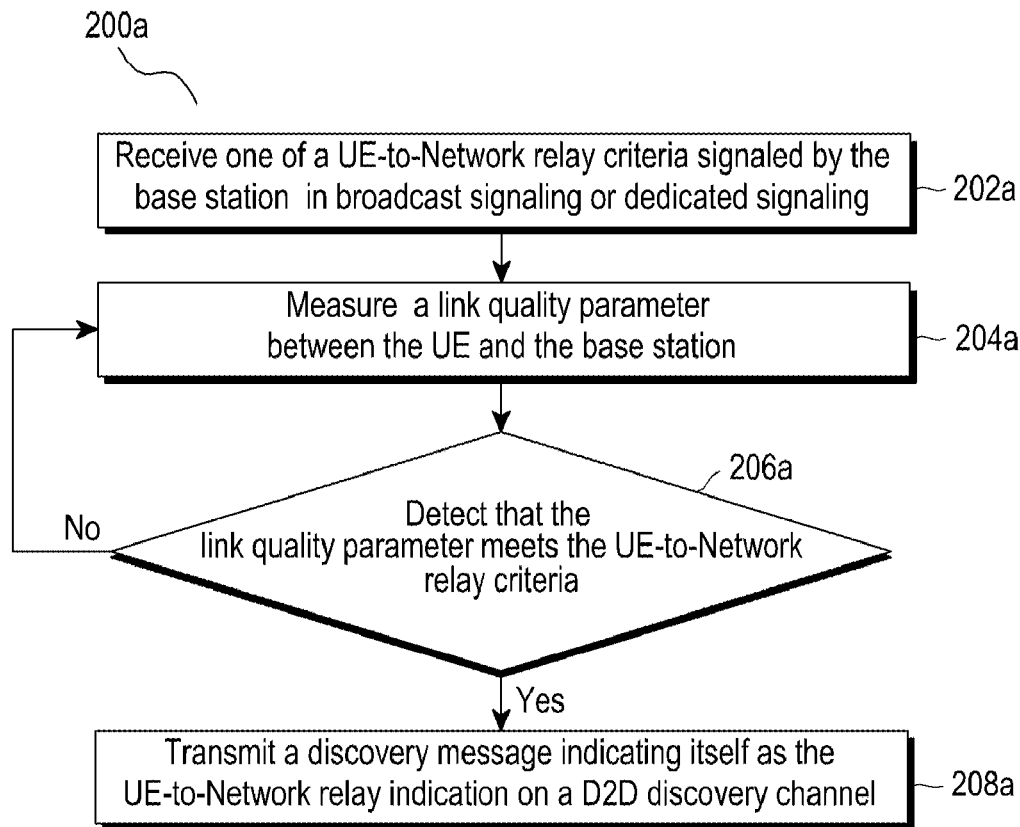 200a
Receive one of a UE-to-Network relay criteria signaled by the
base station in broadcast signaling or dedicated signaling
202a
Measure a link quality parameter
between the UE and the base station
204a
206a
No
Detect that the
link quality parameter meets the UE-to-Network
relay criteria
Yes
Transmit a discovery message indicating itself as the
UE-to-Network relay indication on a D2D discovery channel
208a